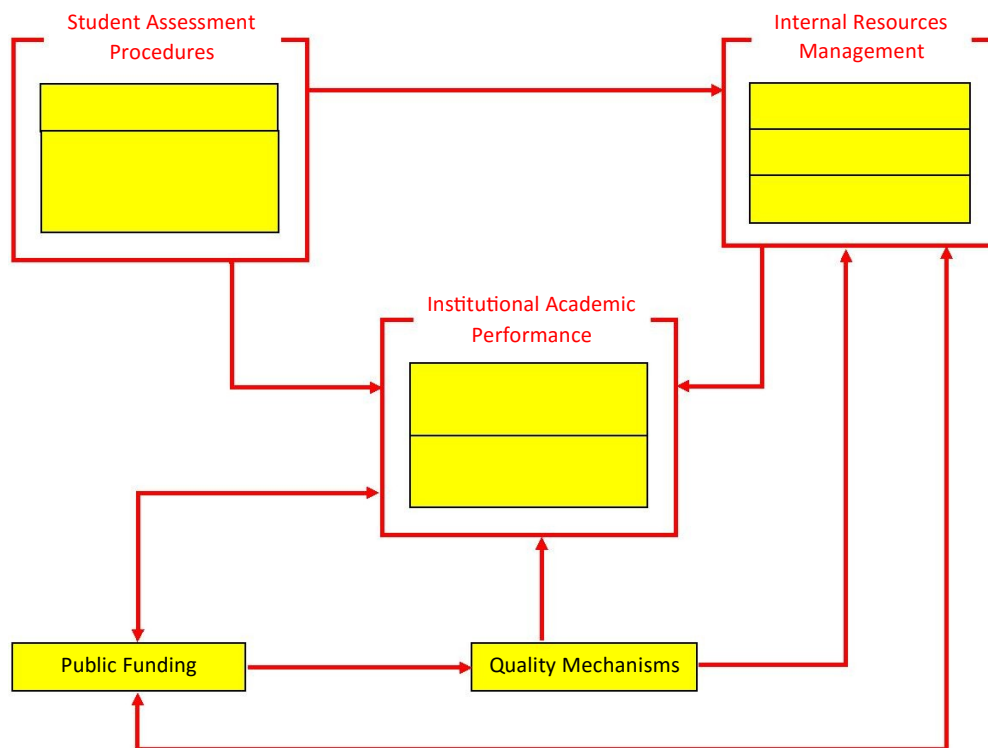 Student Assessment
Procedures
Internal Resources
Management
Institutional Academic
Performance
Public Funding
Quality Mechanisms